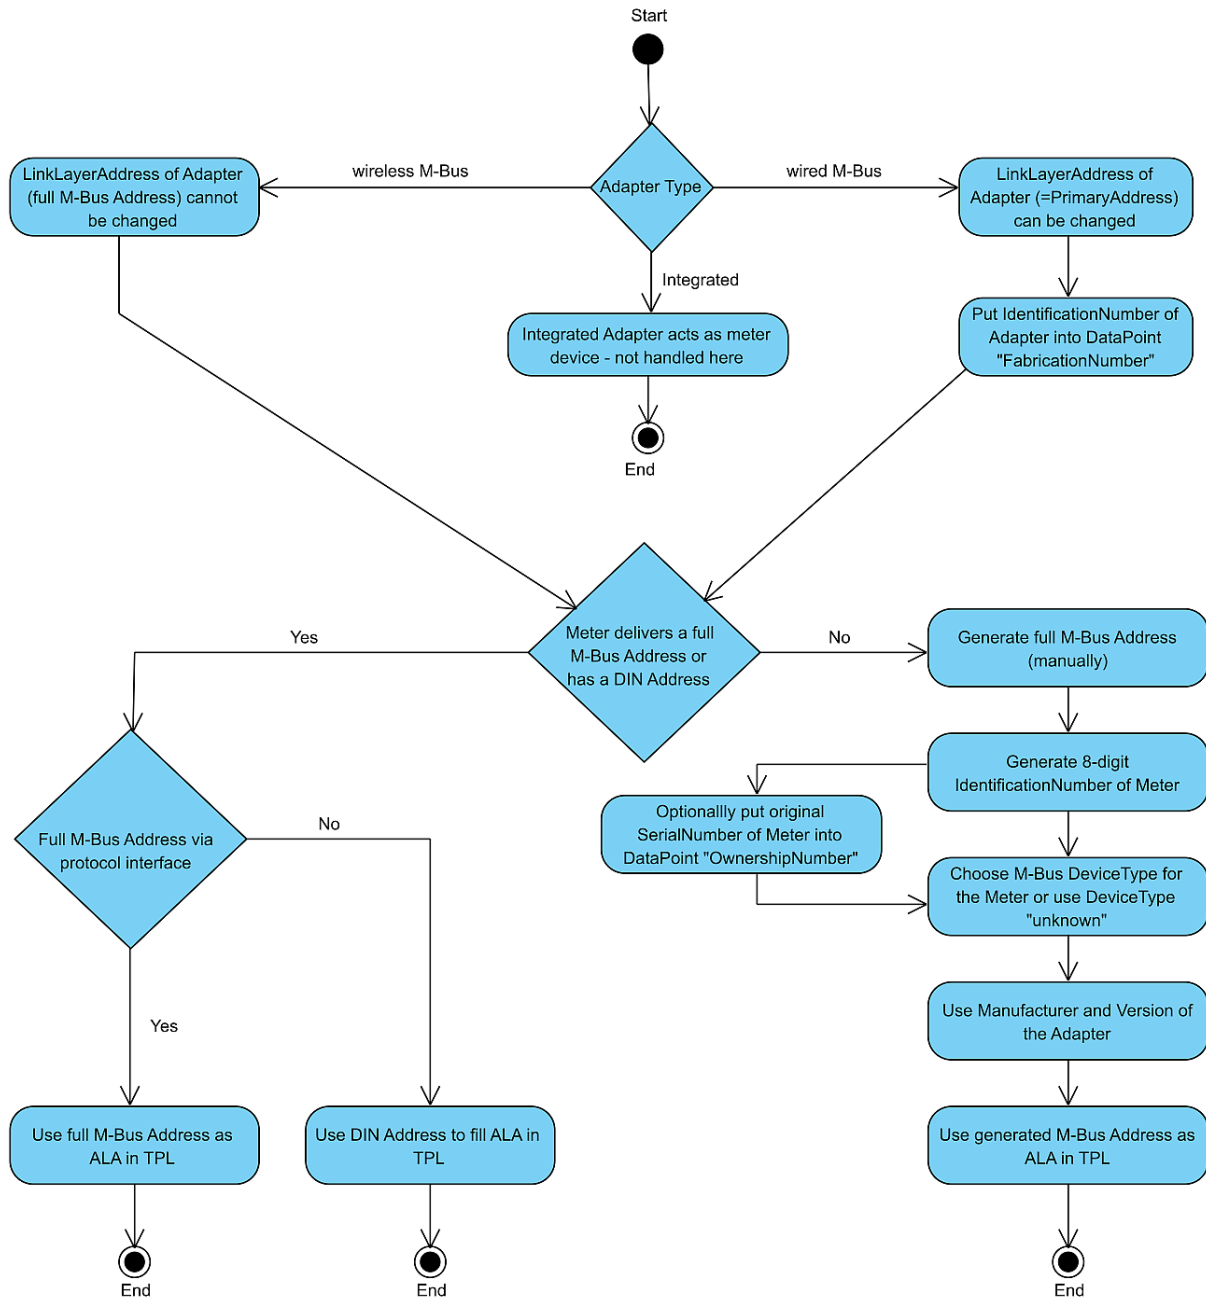 Start
Adapter Type
wireless M-Bus
wired M-Bus
Integrated
LinkLayerAddress of Adapter
(full M-Bus Address) cannot
be changed
LinkLayerAddress of
Adapter (=PrimaryAddress)
can be changed
Integrated Adapter acts as meter
device - not handled here
End
Put IdentificationNumber of
Adapter into DataPoint
"FabricationNumber"
Meter delivers a full
M-Bus Address or
has a DIN Address
Yes
No
Generate full M-Bus Address
(manually)
Generate 8-digit
IdentificationNumber of Meter
Optionallly put original
SerialNumber of Meter into
DataPoint "OwnershipNumber"
Choose M-Bus DeviceType for
the Meter or use DeviceType
"unknown"
Use Manufacturer and Version of
the Adapter
Use generated M-Bus Address as
ALA in TPL
End
Full M-Bus Address via
protocol interface
No
Yes
Use full M-Bus Address as
ALA in TPL
End
Use DIN Address to fill ALA in
TPL
End